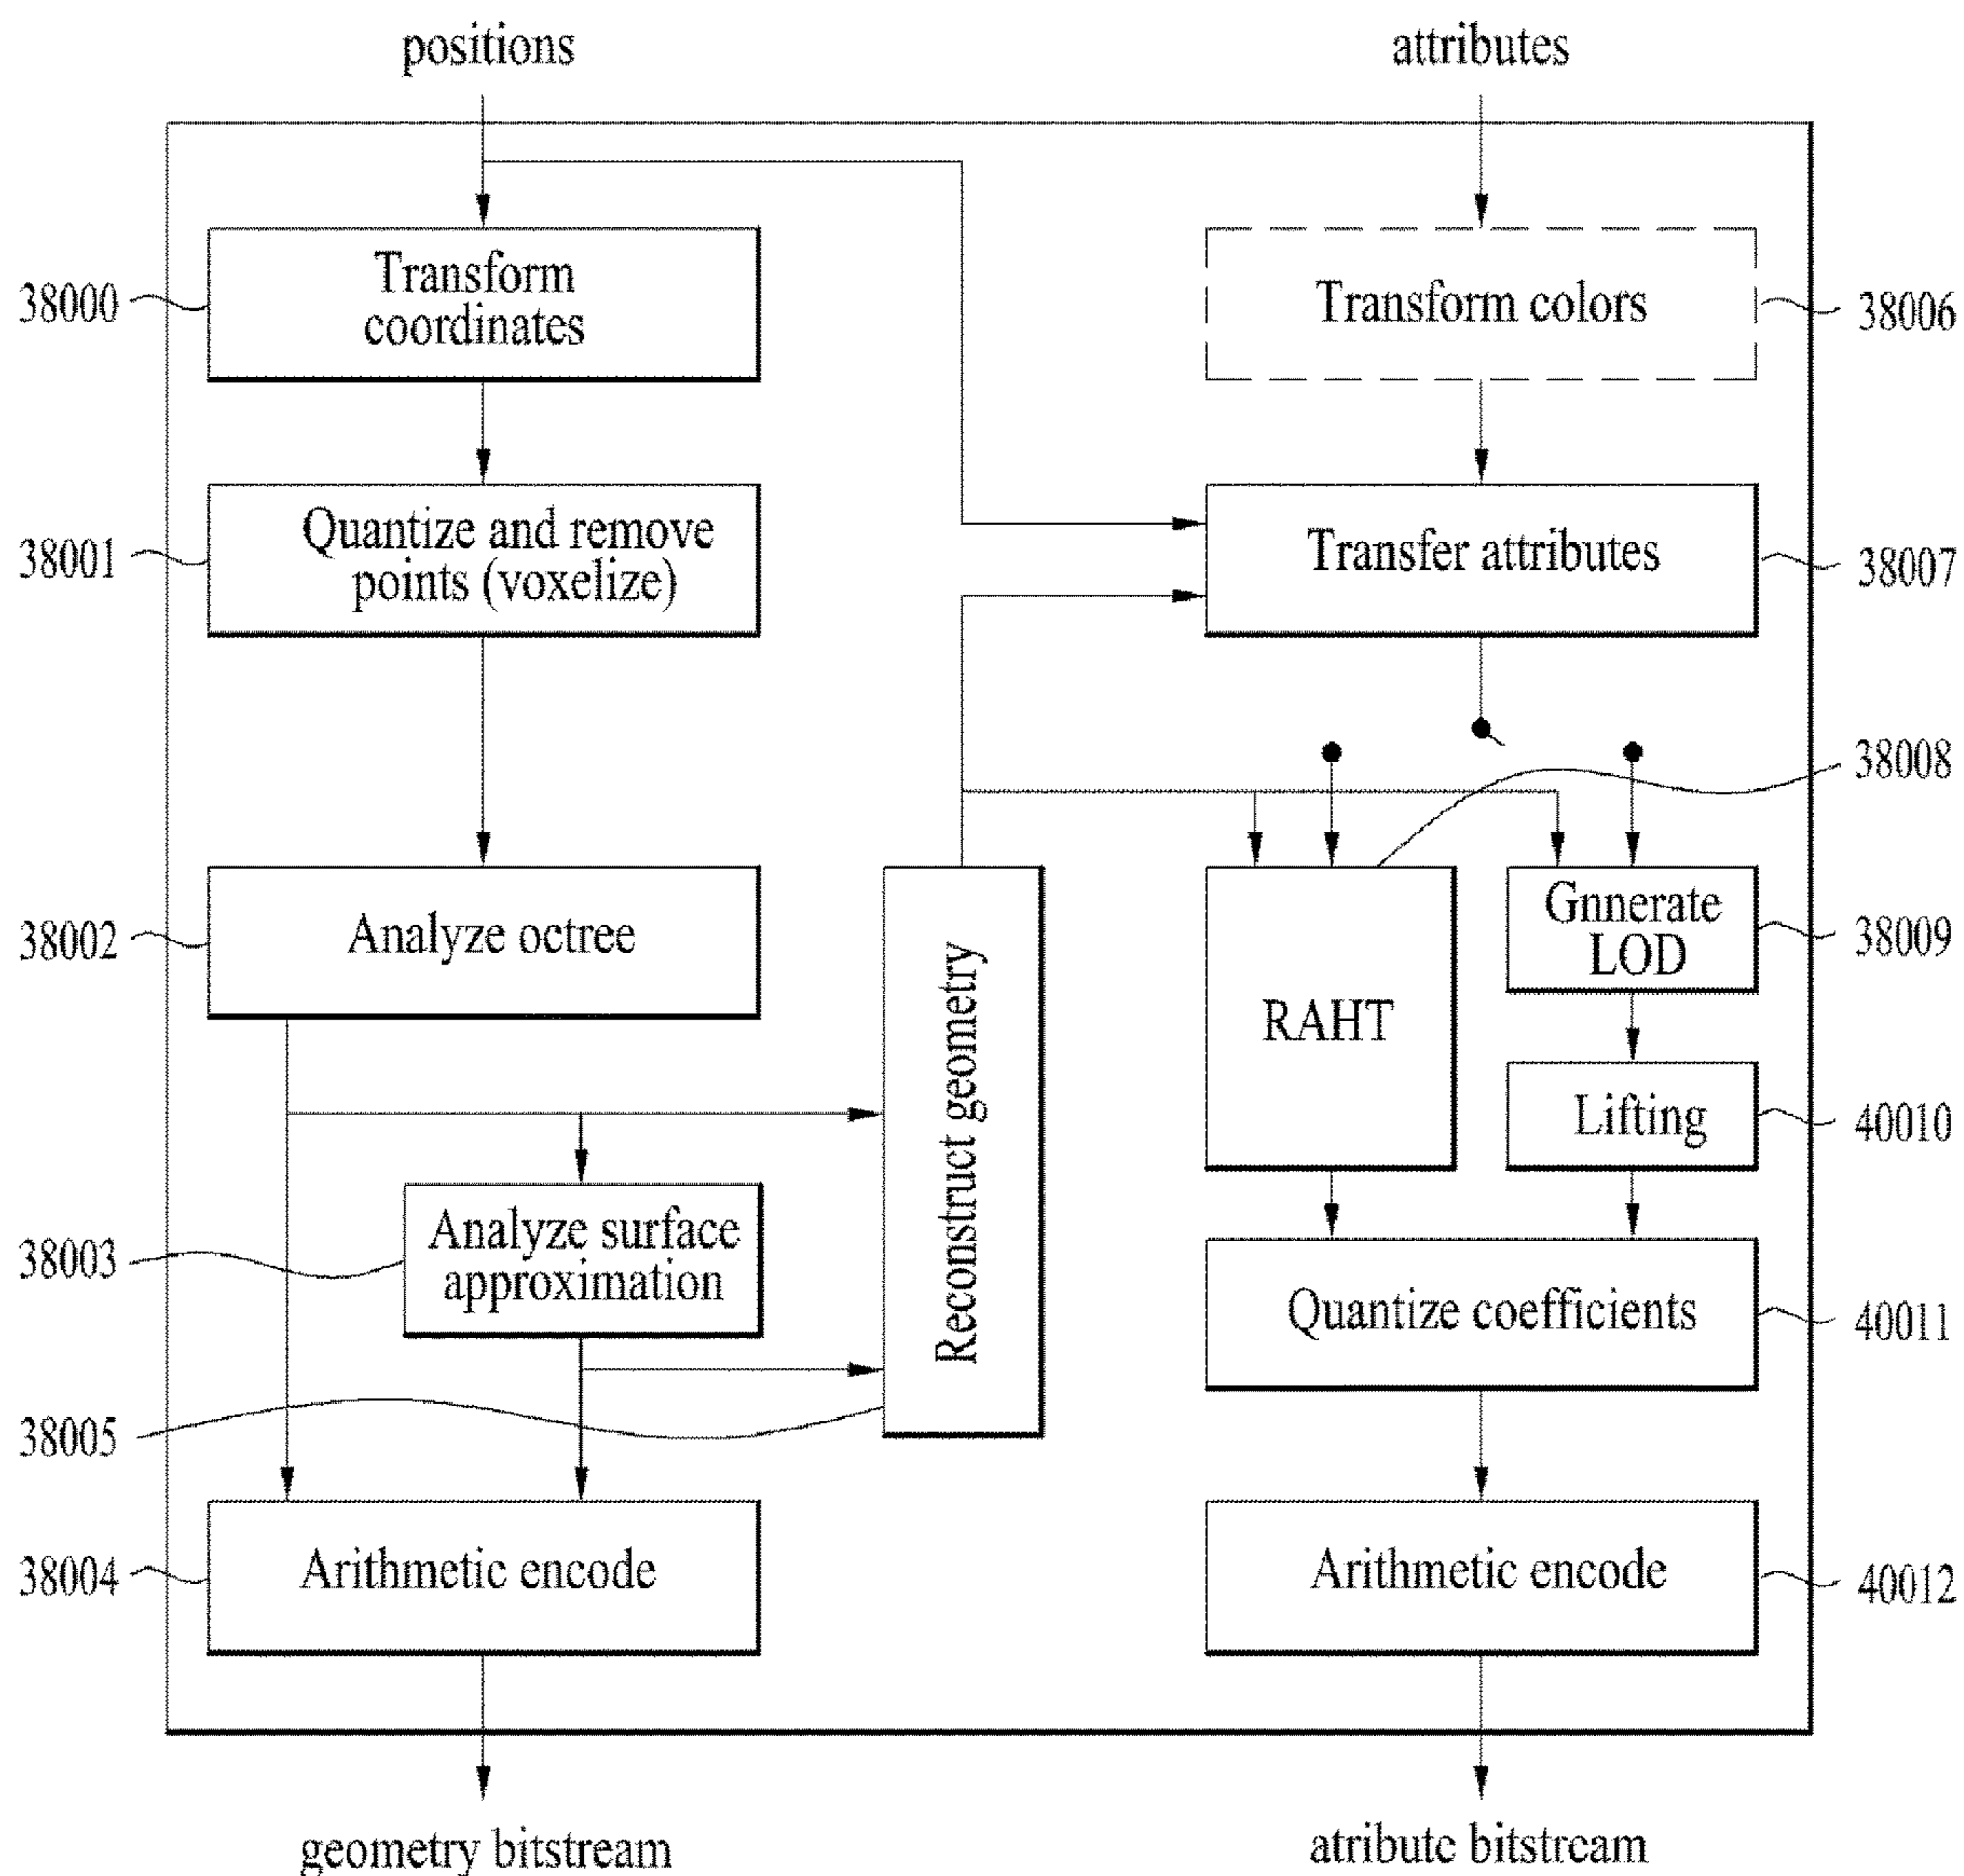 positions
attributes
Transform
coordinates
38000
Transform colors
38006
Quantize and remove
points (voxelize)
38001
Transfer attributes
38007
38008
Analyze octree
38002
Reconstruct geometry
RAHT
Gnnerate
LOD
38009
Lifting
40010
Analyze surface
approximation
38003
Quantize coefficients
40011
38005
Arithmetic encode
38004
Arithmetic encode
40012
geometry bitstream
atribute bitstream